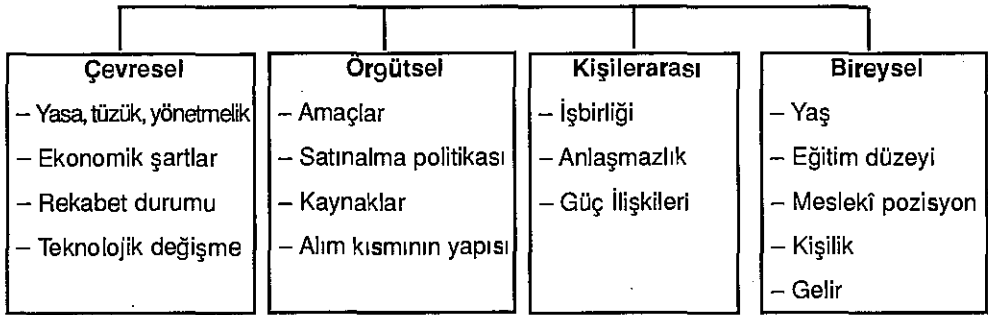 Çevresel
– Yasa, tüzük, yönetmelik
– Ekonomik şartlar
– Rekabet durumu
– Teknolojik değişme
Örgütsel
– Amaçlar
– Satınalma politikası
– Kaynaklar
– Alım kısmının yapısı
Kişilerarası
– İşbirliği
– Anlaşmazlık
– Güç İlişkileri
Bireysel
– Yaş
– Eğitim düzeyi
– Meslekî pozisyon
– Kişilik
– Gelir